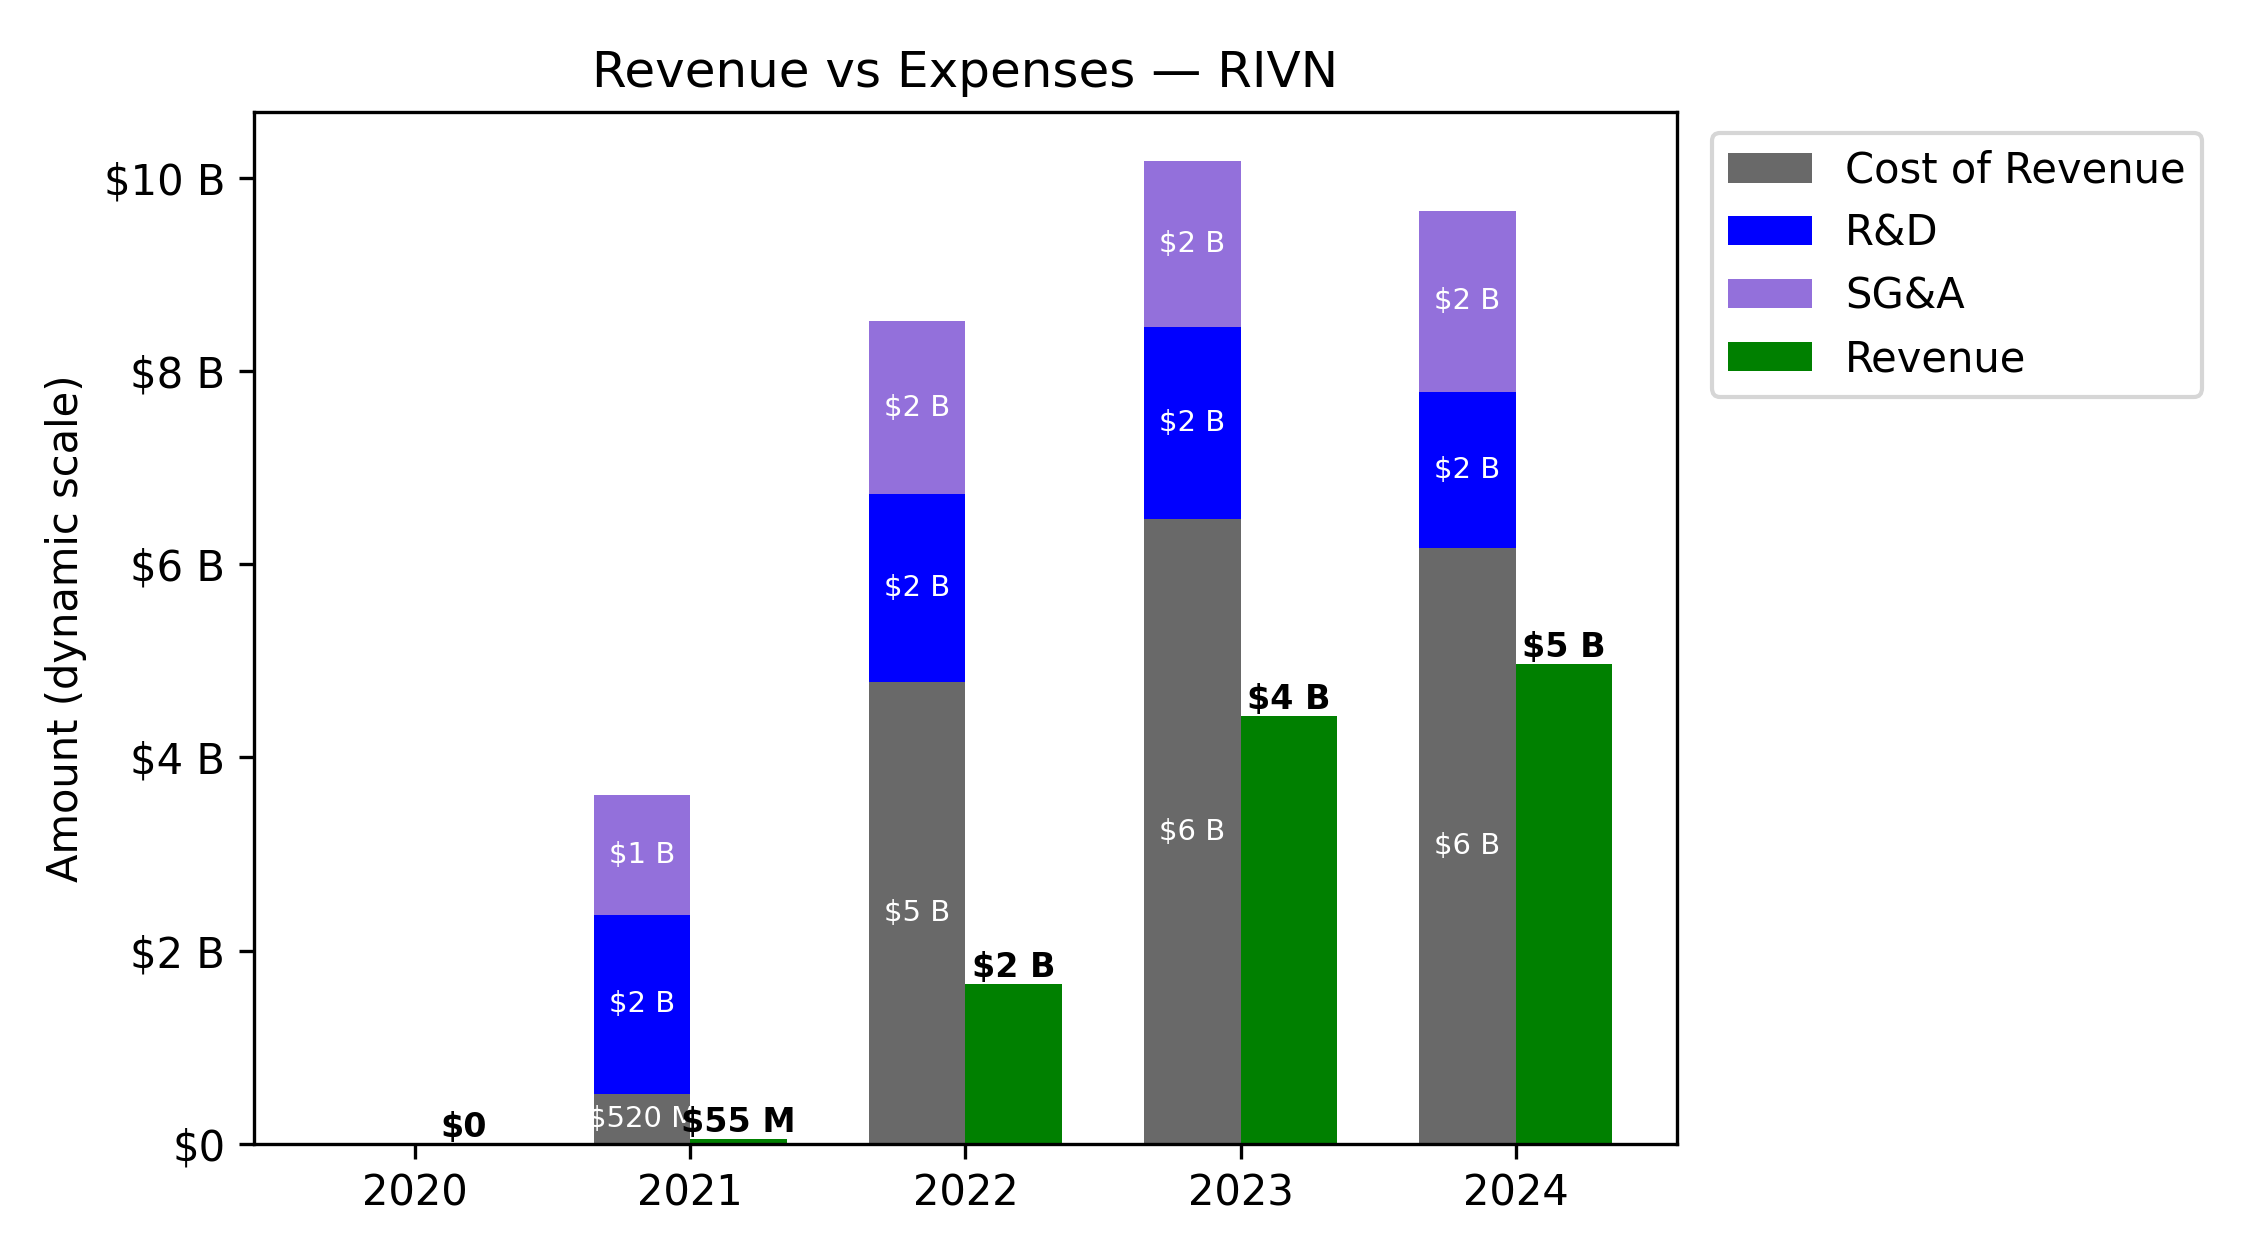 Revenue vs Expenses — RIVN
Amount (dynamic scale)
$10 B
$8 B
$6 B
$4 B
$2 B
$0
Cost of Revenue
R&D
SG&A
Revenue
$0
$1 B
$2 B
$520 M
$55 M
$2 B
$2 B
$5 B
$2 B
$2 B
$2 B
$6 B
$4 B
$2 B
$2 B
$6 B
$5 B
2020
2021
2022
2023
2024